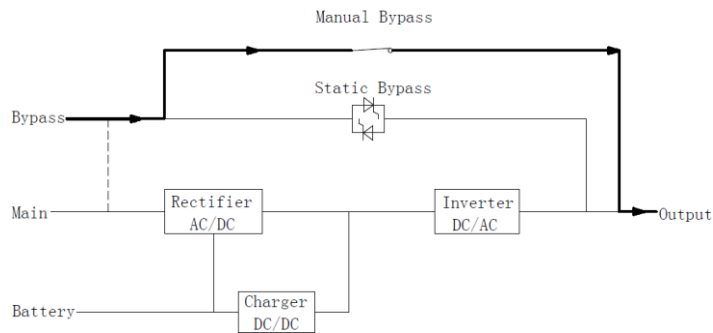 Manual Bypass
Static Bypass
Bypass
Main
Rectifier
AC/DC
Inverter
DC/AC
Output
Battery
Charger
DC/DC